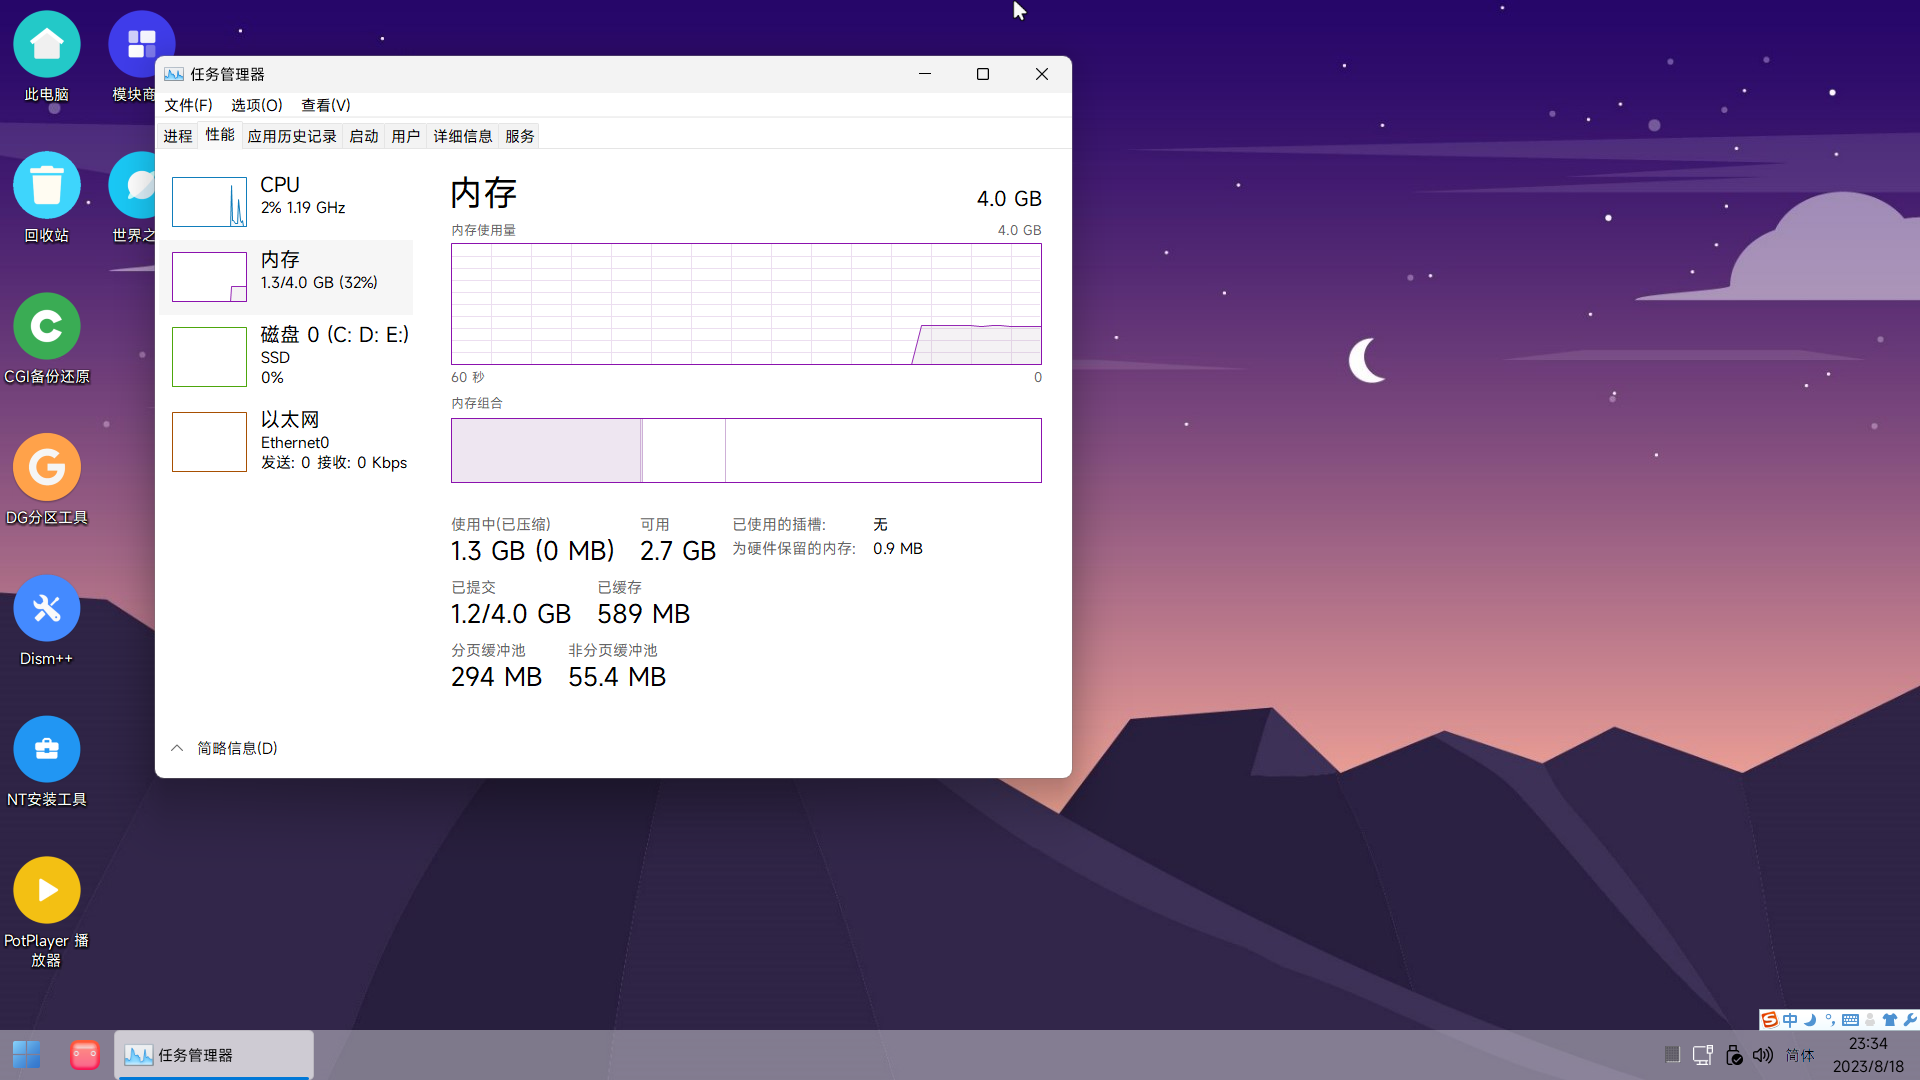 此电脑
模块商
回收站
世界之
CGI备份还原
DG分区工具
Dism++
NT安装工具
PotPlayer 播
放器
任务管理器
文件(F) 选项(O) 查看(V)
进程 性能 应用历史记录 启动 用户 详细信息 服务
CPU
2% 1.19 GHz
内存
1.3/4.0 GB (32%)
磁盘 0 (C: D: E:)
SSD
0%
以太网
Ethernet0
发送: 0 接收: 0 Kbps
内存 4.0 GB
内存使用量 4.0 GB
60 秒 0
内存组合
使用中(已压缩) 可用 已使用的插槽: 无
1.3 GB (0 MB) 2.7 GB 为硬件保留的内存: 0.9 MB
已提交 已缓存
1.2/4.0 GB 589 MB
分页缓冲池 非分页缓冲池
294 MB 55.4 MB
简略信息(D)
中
任务管理器
简体
23:34
2023/8/18